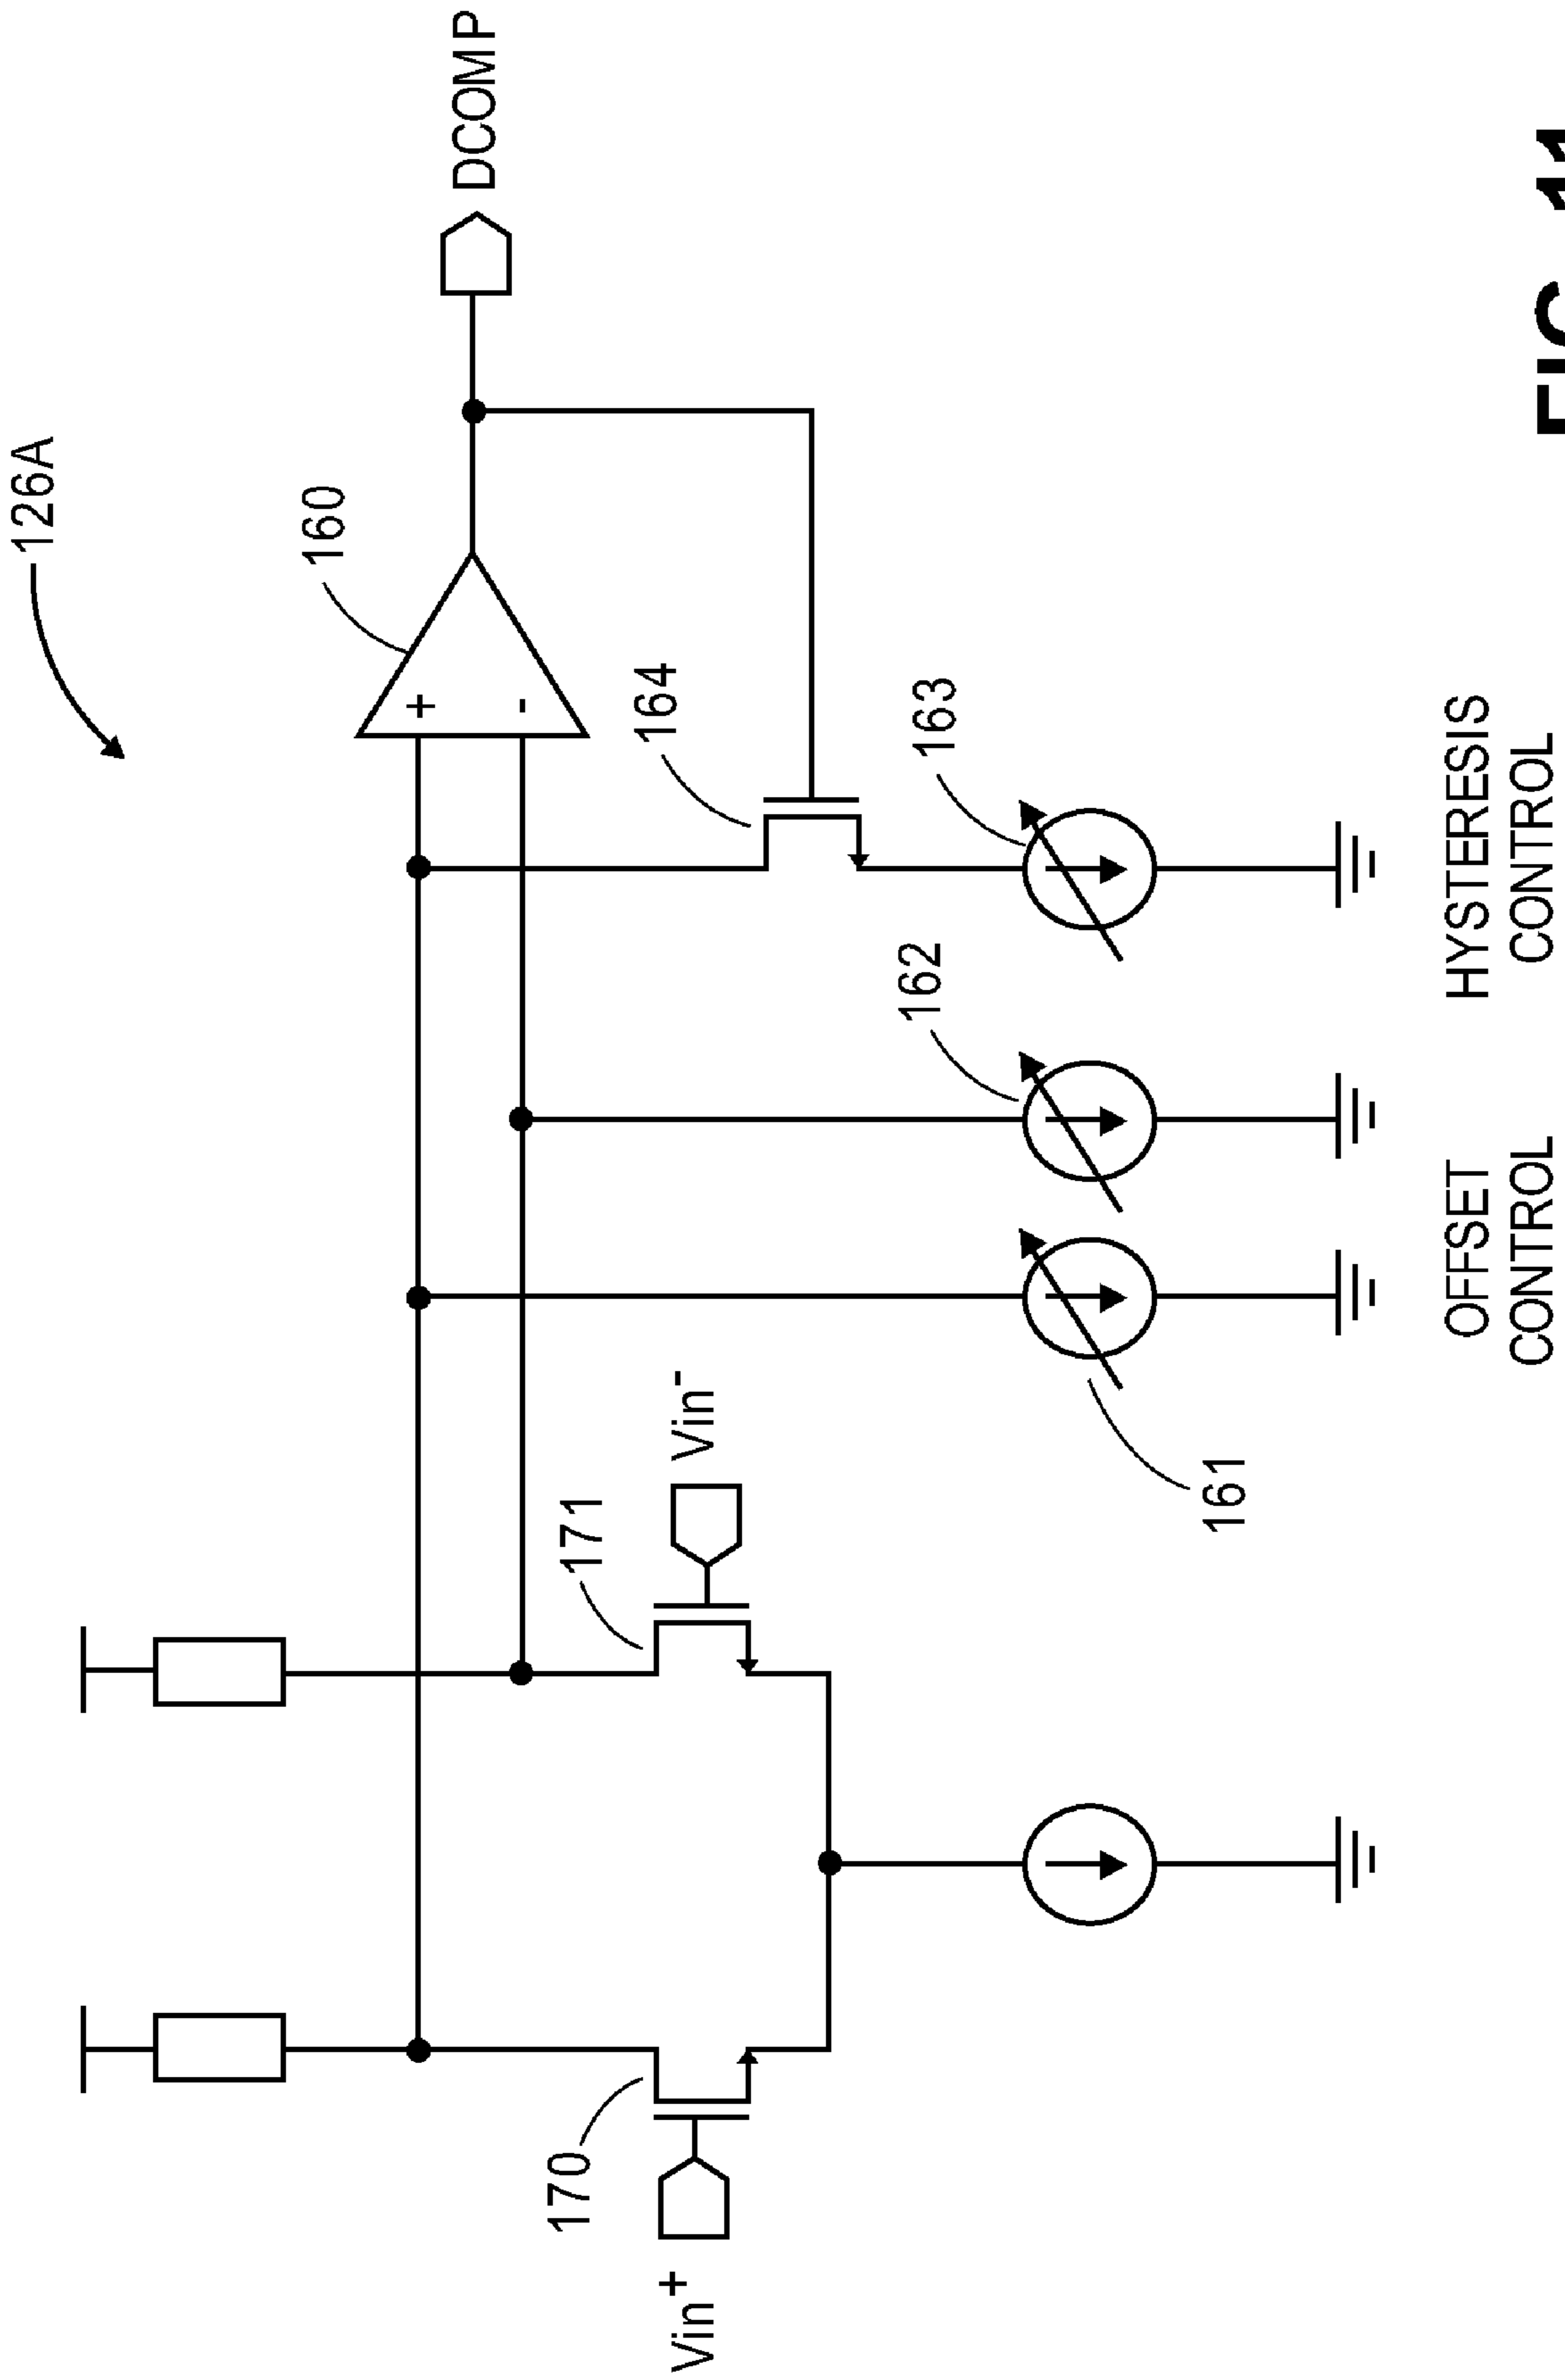 126A
DCOMP
160
+
-
164
163
162
161
171
Vin-
170
Vin+
OFFSET
CONTROL
HYSTERESIS
CONTROL